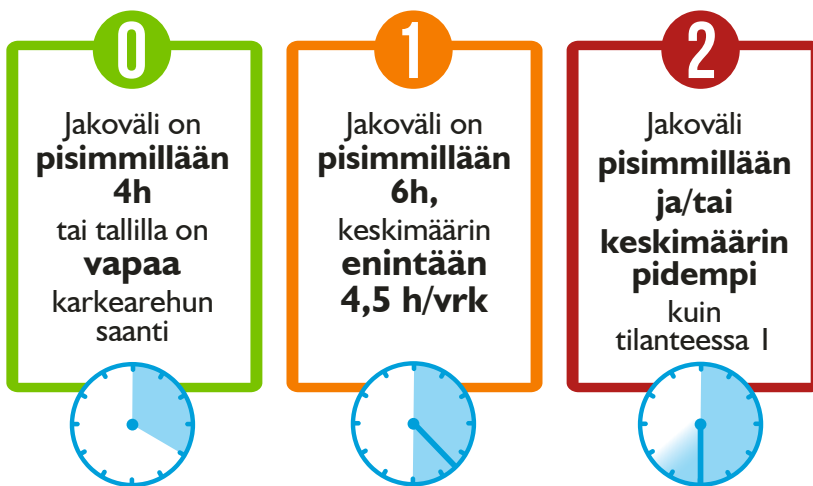 0
Jakoväli on
pisimmillään
4h
tai tallilla on
vapaa
karkearehun
saanti
1
Jakoväli on
pisimmillään
6h,
keskimäärin
enintään
4,5 h/vrk
2
Jakoväli
pisimmillään
ja/tai
keskimäärin
pidempi
kuin
tilanteessa 1